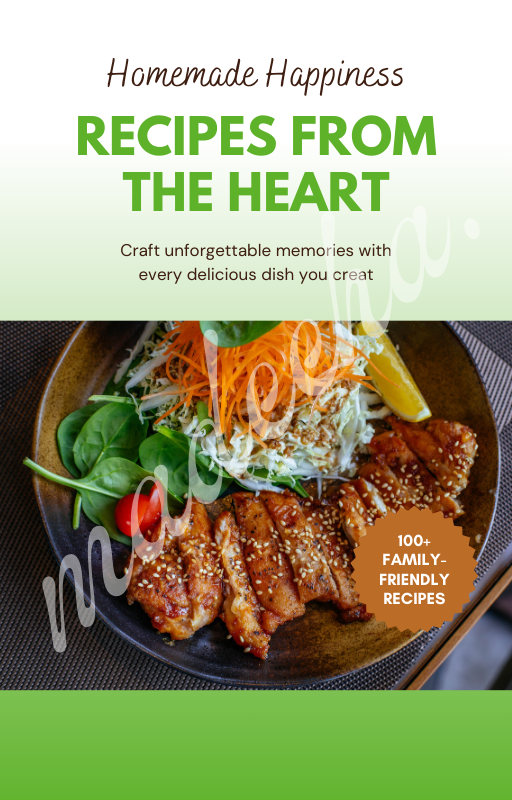 Homemade Happiness
RECIPES FROM
THE HEART
Craft unforgettable memories with
every delicious dish you creat
madeeha.
100+
FAMILY-
FRIENDLY
RECIPES